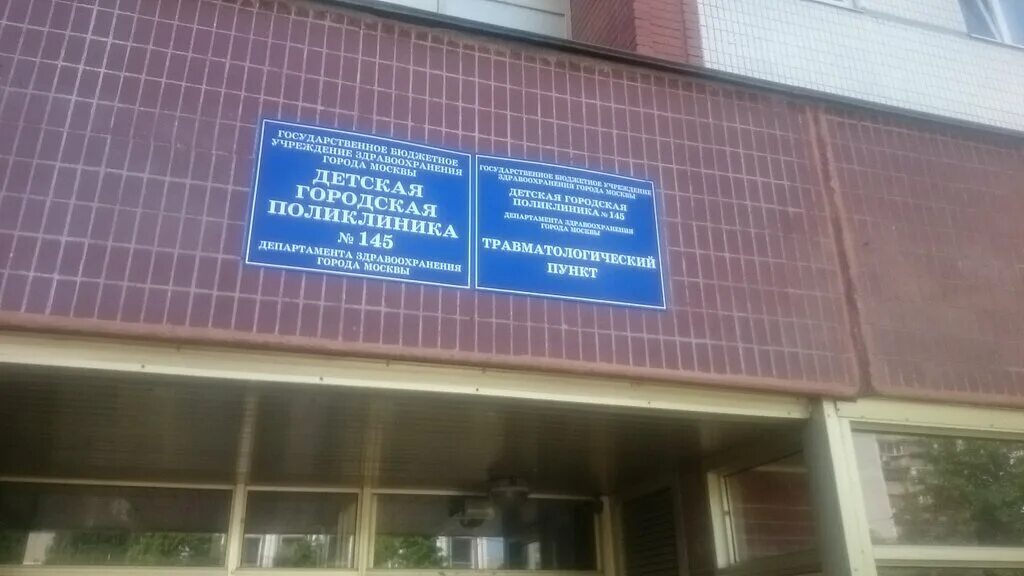 ГОСУДАРСТВЕННОЕ БЮДЖЕТНОЕ
УЧРЕЖДЕНИЕ ЗДРАВООХРАНЕНИЯ
ГОРОДА МОСКВЫ
ДЕТСКАЯ
ГОРОДСКАЯ
ПОЛИКЛИНИКА
№ 145
ДЕПАРТАМЕНТА ЗДРАВООХРАНЕНИЯ
ГОРОДА МОСКВЫ
ГОСУДАРСТВЕННОЕ БЮДЖЕТНОЕ УЧРЕЖДЕНИЕ
ЗДРАВООХРАНЕНИЯ ГОРОДА МОСКВЫ
ДЕТСКАЯ ГОРОДСКАЯ
ПОЛИКЛИНИКА № 145
ДЕПАРТАМЕНТА ЗДРАВООХРАНЕНИЯ
ГОРОДА МОСКВЫ
ТРАВМАТОЛОГИЧЕСКИЙ
ПУНКТ